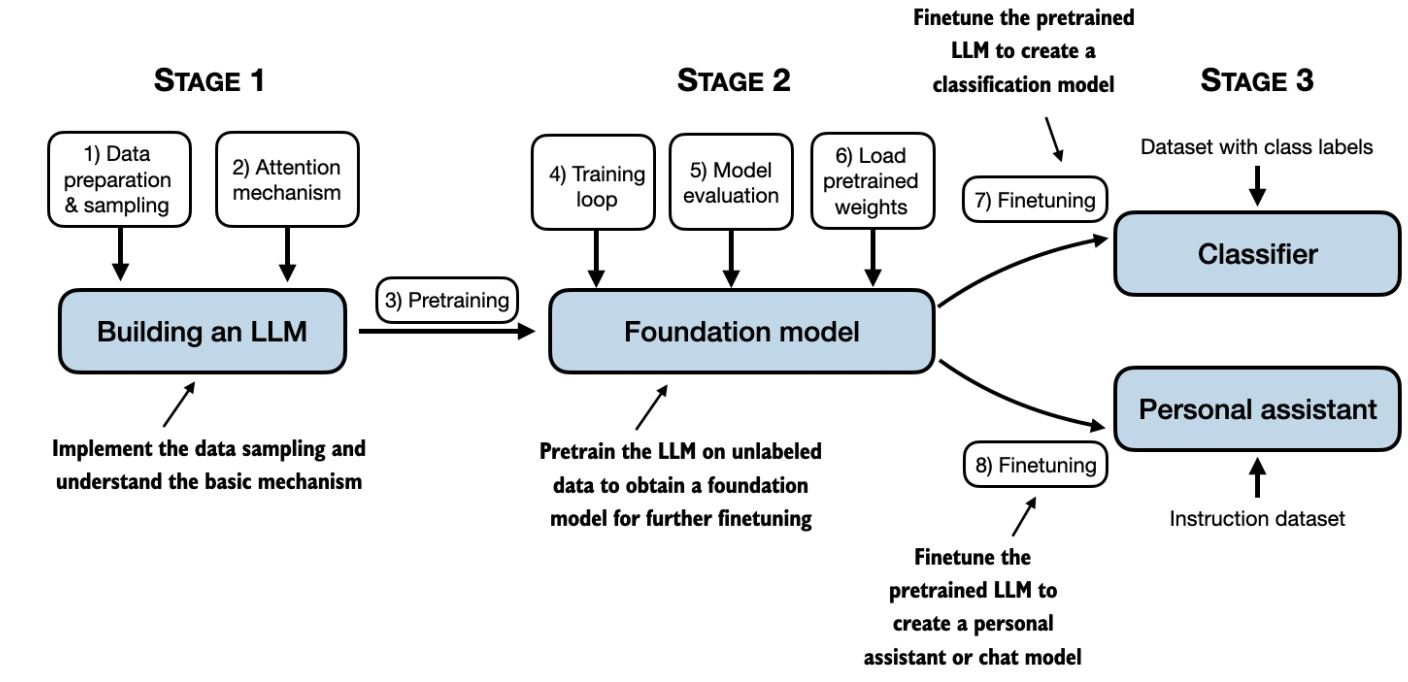 STAGE 1
1) Data
preparation
& sampling
2) Attention
mechanism
Building an LLM
Implement the data sampling and
understand the basic mechanism
3) Pretraining
STAGE 2
4) Training
loop
5) Model
evaluation
6) Load
pretrained
weights
Foundation model
Pretrain the LLM on unlabeled
data to obtain a foundation
model for further finetuning
Finetune the pretrained
LLM to create a
classification model
7) Finetuning
STAGE 3
Dataset with class labels
Classifier
Personal assistant
Instruction dataset
8) Finetuning
Finetune the
pretrained LLM to
create a personal
assistant or chat model